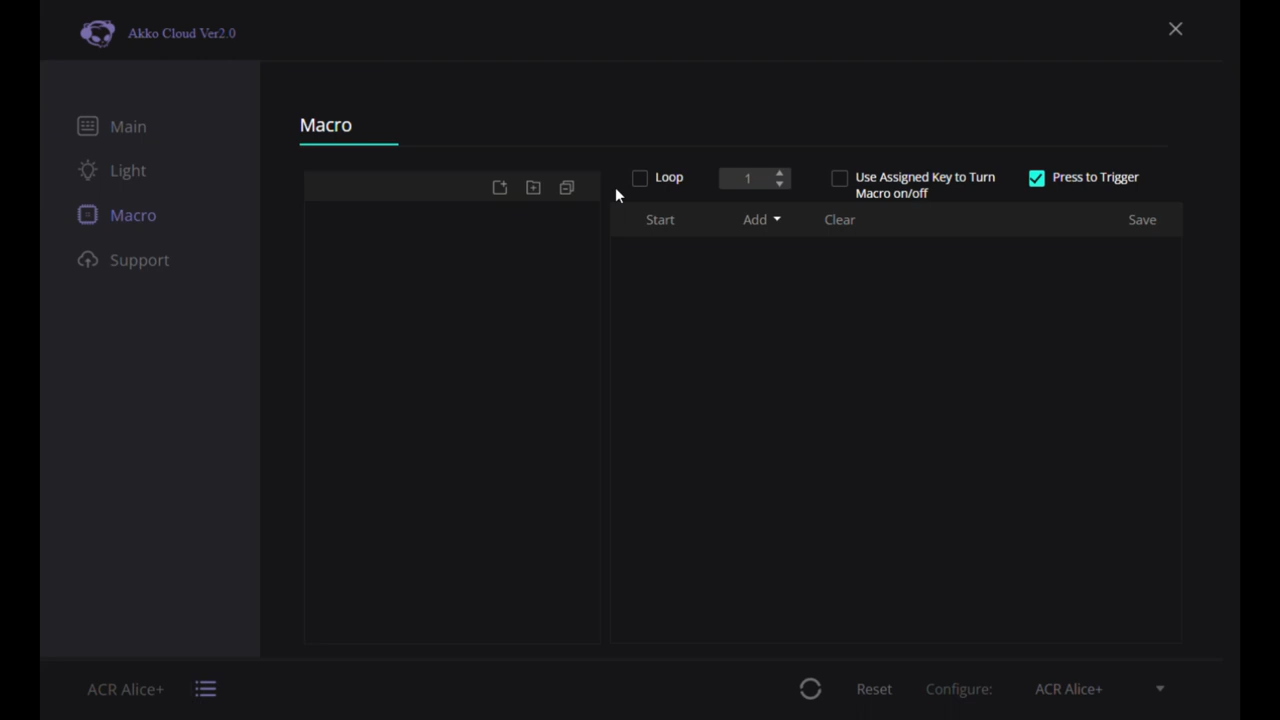 Akko Cloud Ver2.0
Main
Light
Macro
Support
Macro
Loop
1
Use Assigned Key to Turn
Macro on/off
Press to Trigger
Start
Add
Clear
Save
ACR Alice+
Reset
Configure:
ACR Alice+